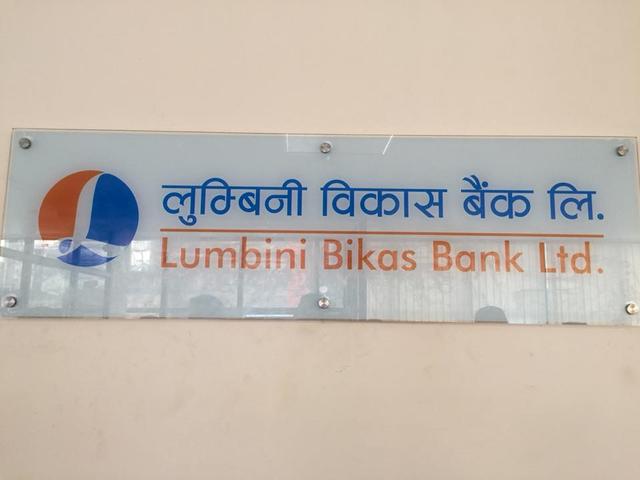 लुम्बिनी विकास बैंक लि.
Lumbini Bikas Bank Ltd.